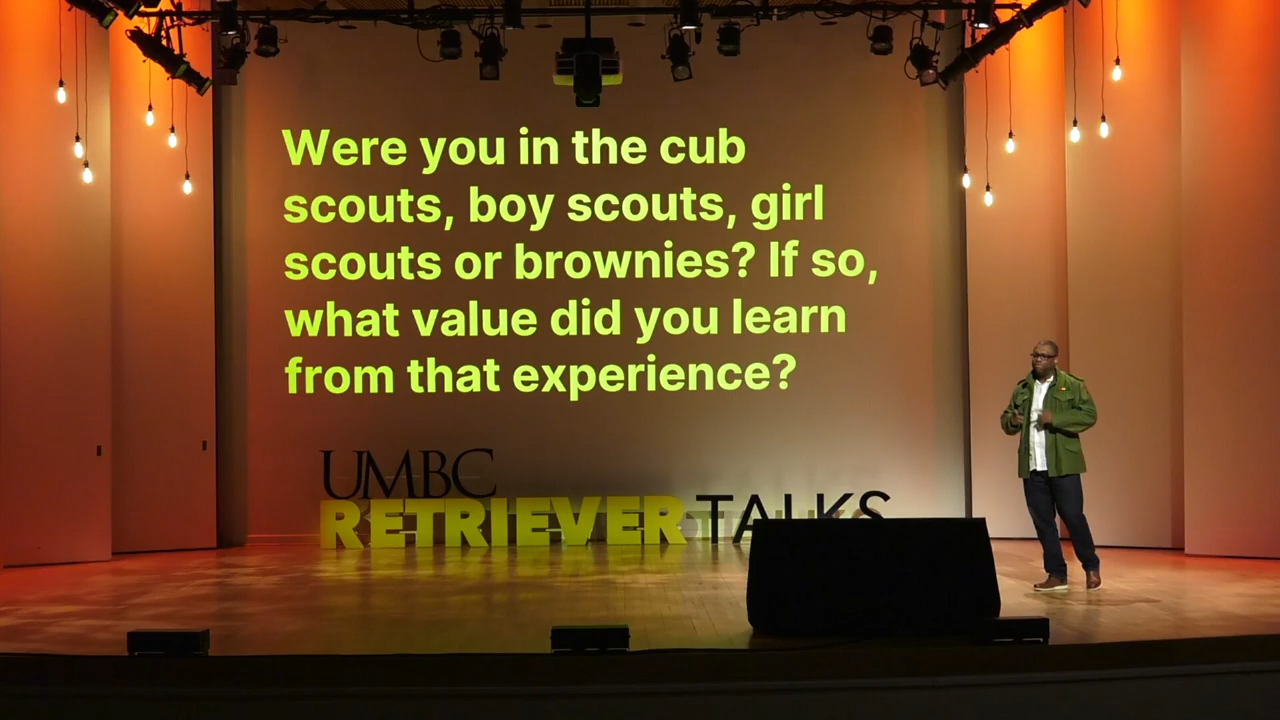 Were you in the cub
scouts, boy scouts, girl
scouts or brownies? If so,
what value did you learn
from that experience?
UMBC
RETRIEVER TALKS